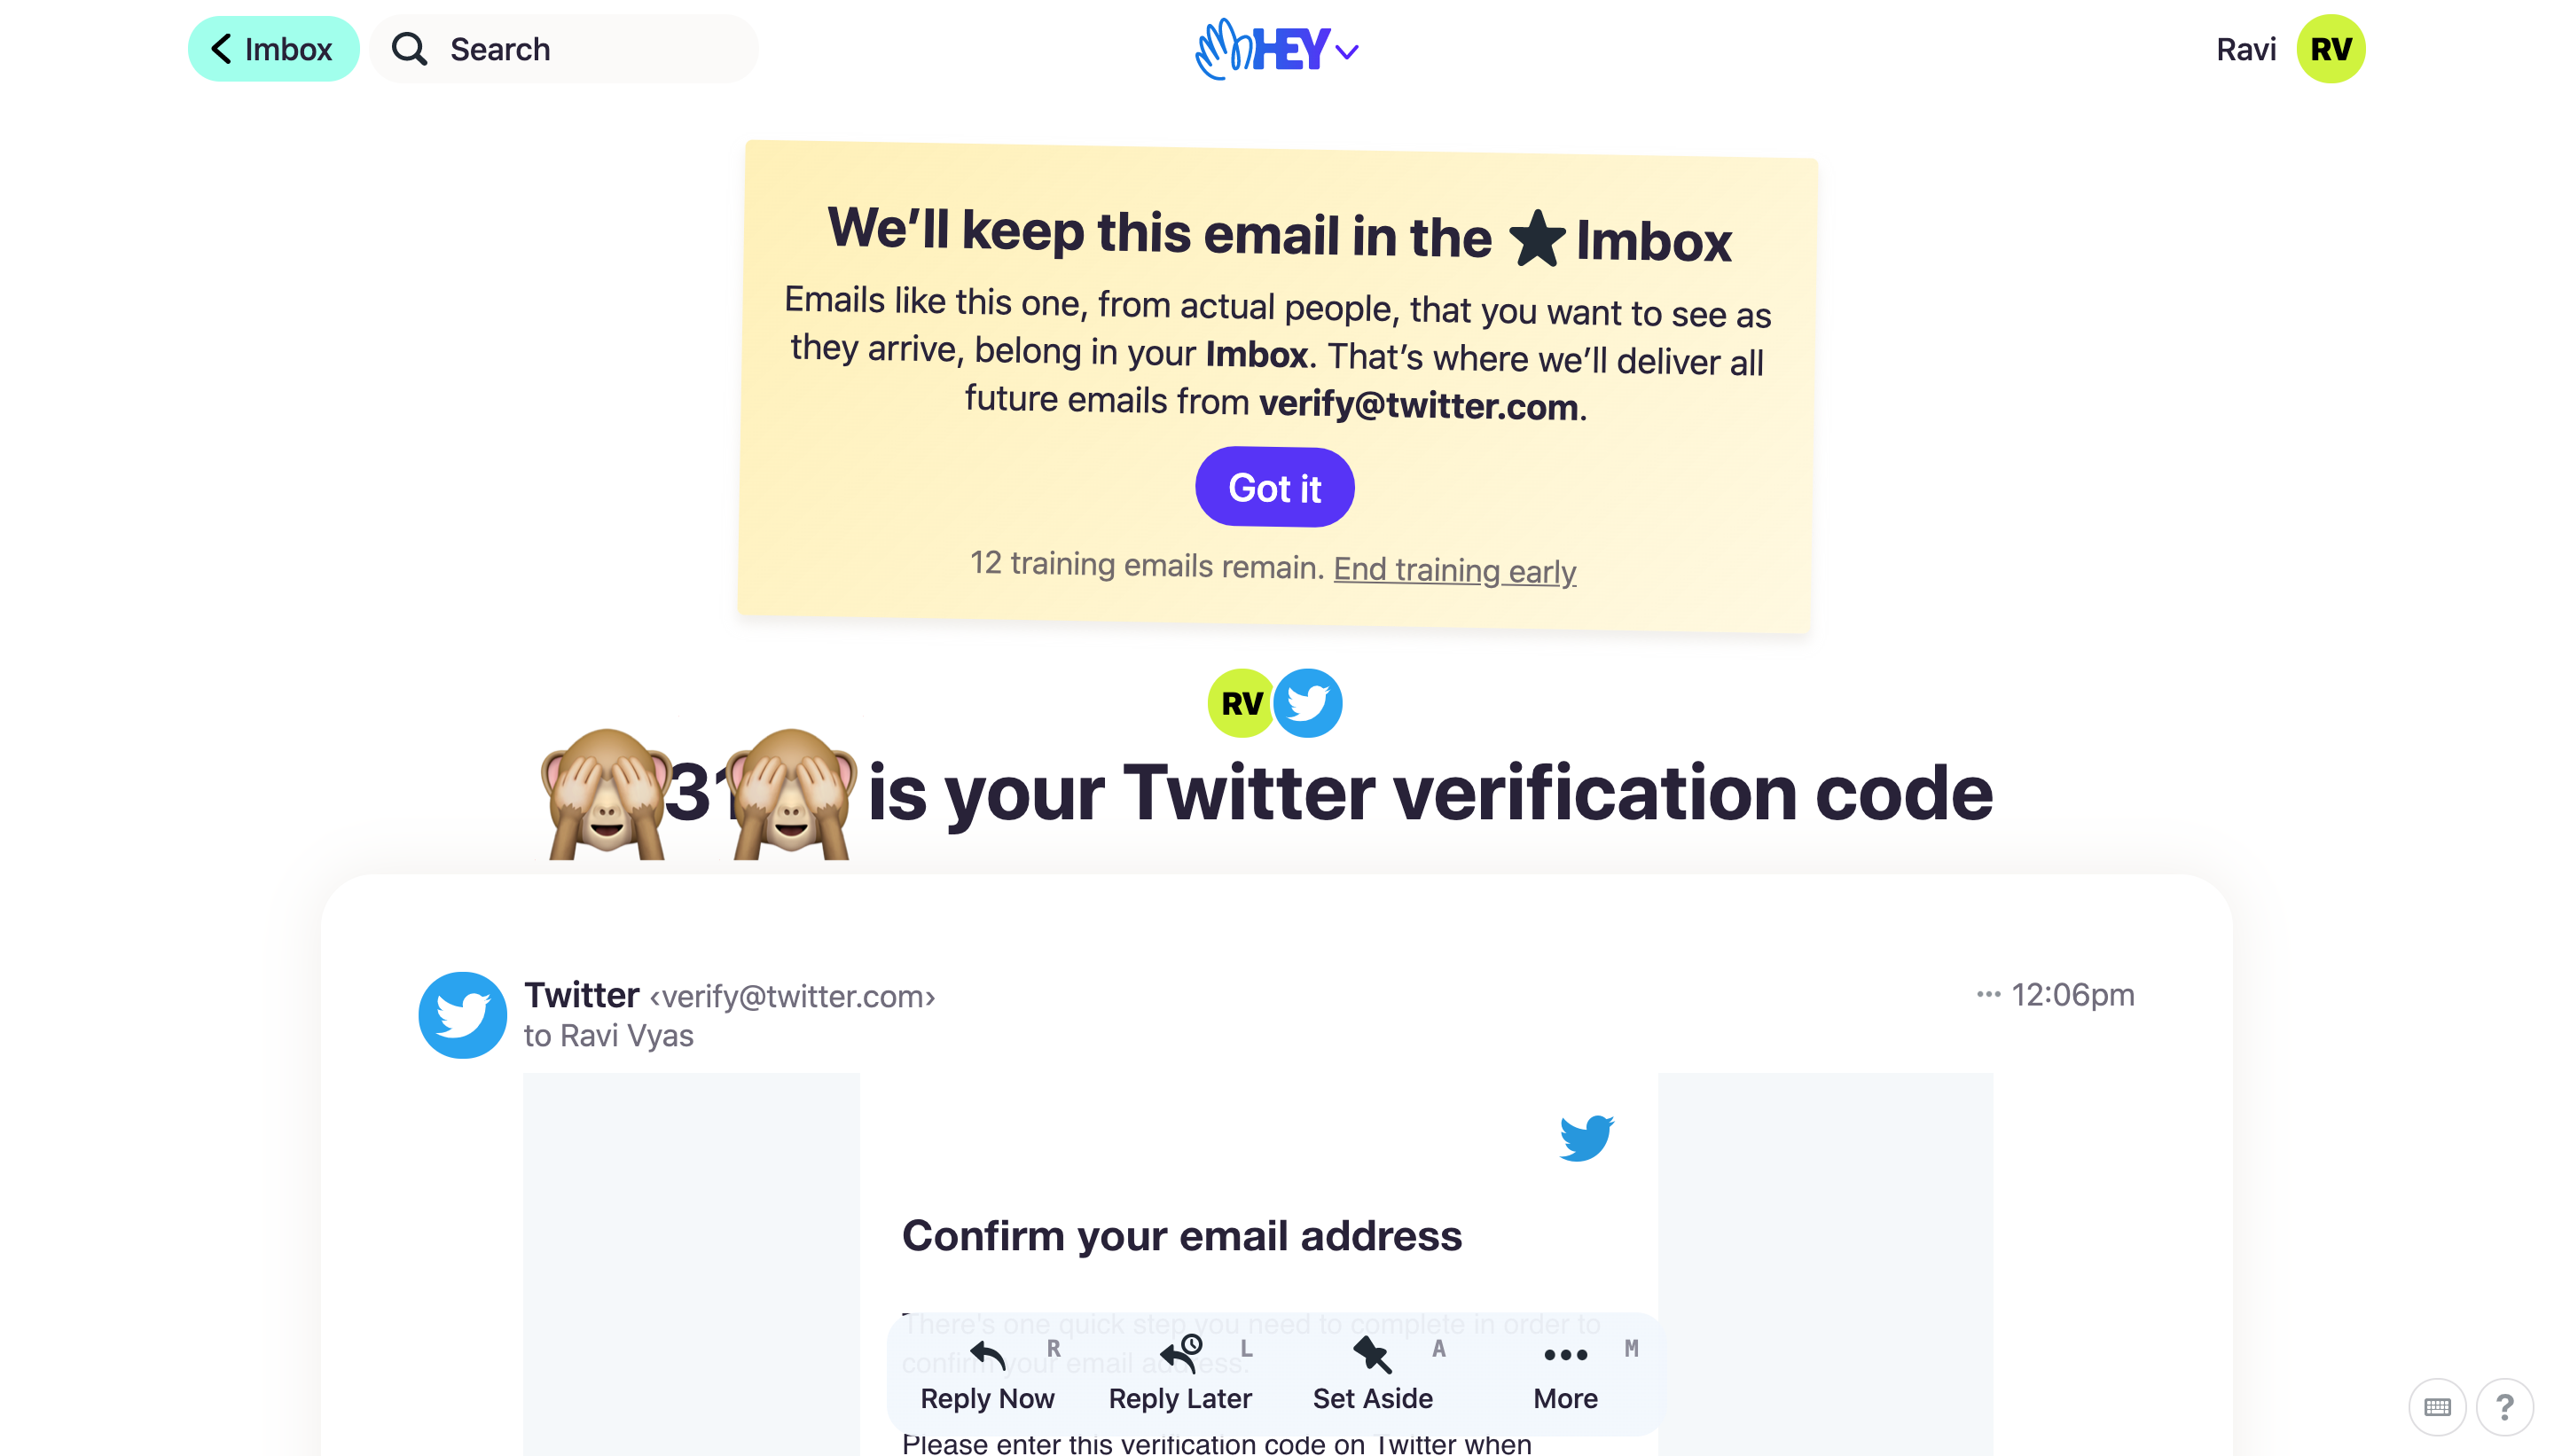 Imbox
Search
HEY
Ravi
RV
We’ll keep this email in the Imbox
Emails like this one, from actual people, that you want to see as
they arrive, belong in your Imbox. That’s where we’ll deliver all
future emails from verify@twitter.com.
Got it
12 training emails remain. End training early
RV
31 is your Twitter verification code
Twitter <verify@twitter.com>
to Ravi Vyas
••• 12:06pm
Confirm your email address
There's one quick step you need to complete in order to
confirm your email address.
R
L
A
M
Reply Now
Reply Later
Set Aside
More
Please enter this verification code on Twitter when
?